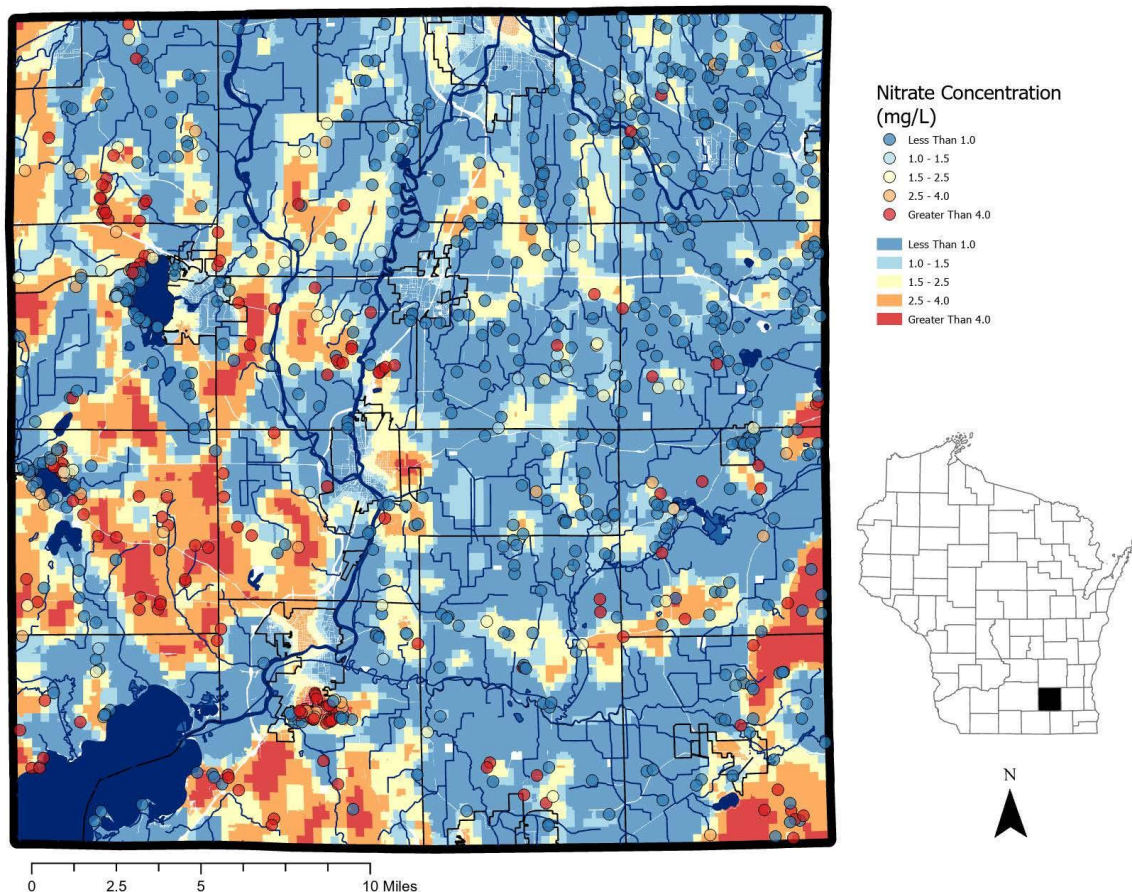 Nitrate Concentration
(mg/L)
Less Than 1.0
1.0 - 1.5
1.5 - 2.5
2.5 - 4.0
Greater Than 4.0
Less Than 1.0
1.0 - 1.5
1.5 - 2.5
2.5 - 4.0
Greater Than 4.0
N
0 2.5 5 10 Miles